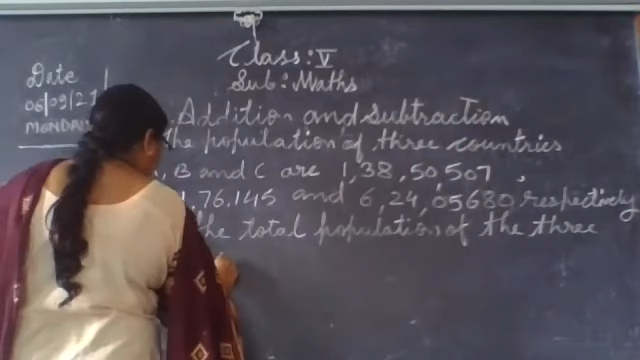 Class: V
Sub: Maths
Date
06/09/21
MONDAY
Addition and Subtraction
the population of three countries
, B and C are 1,38,50,507 ,
1,76,145 and 6,24,05680 respectively
the total population of the three